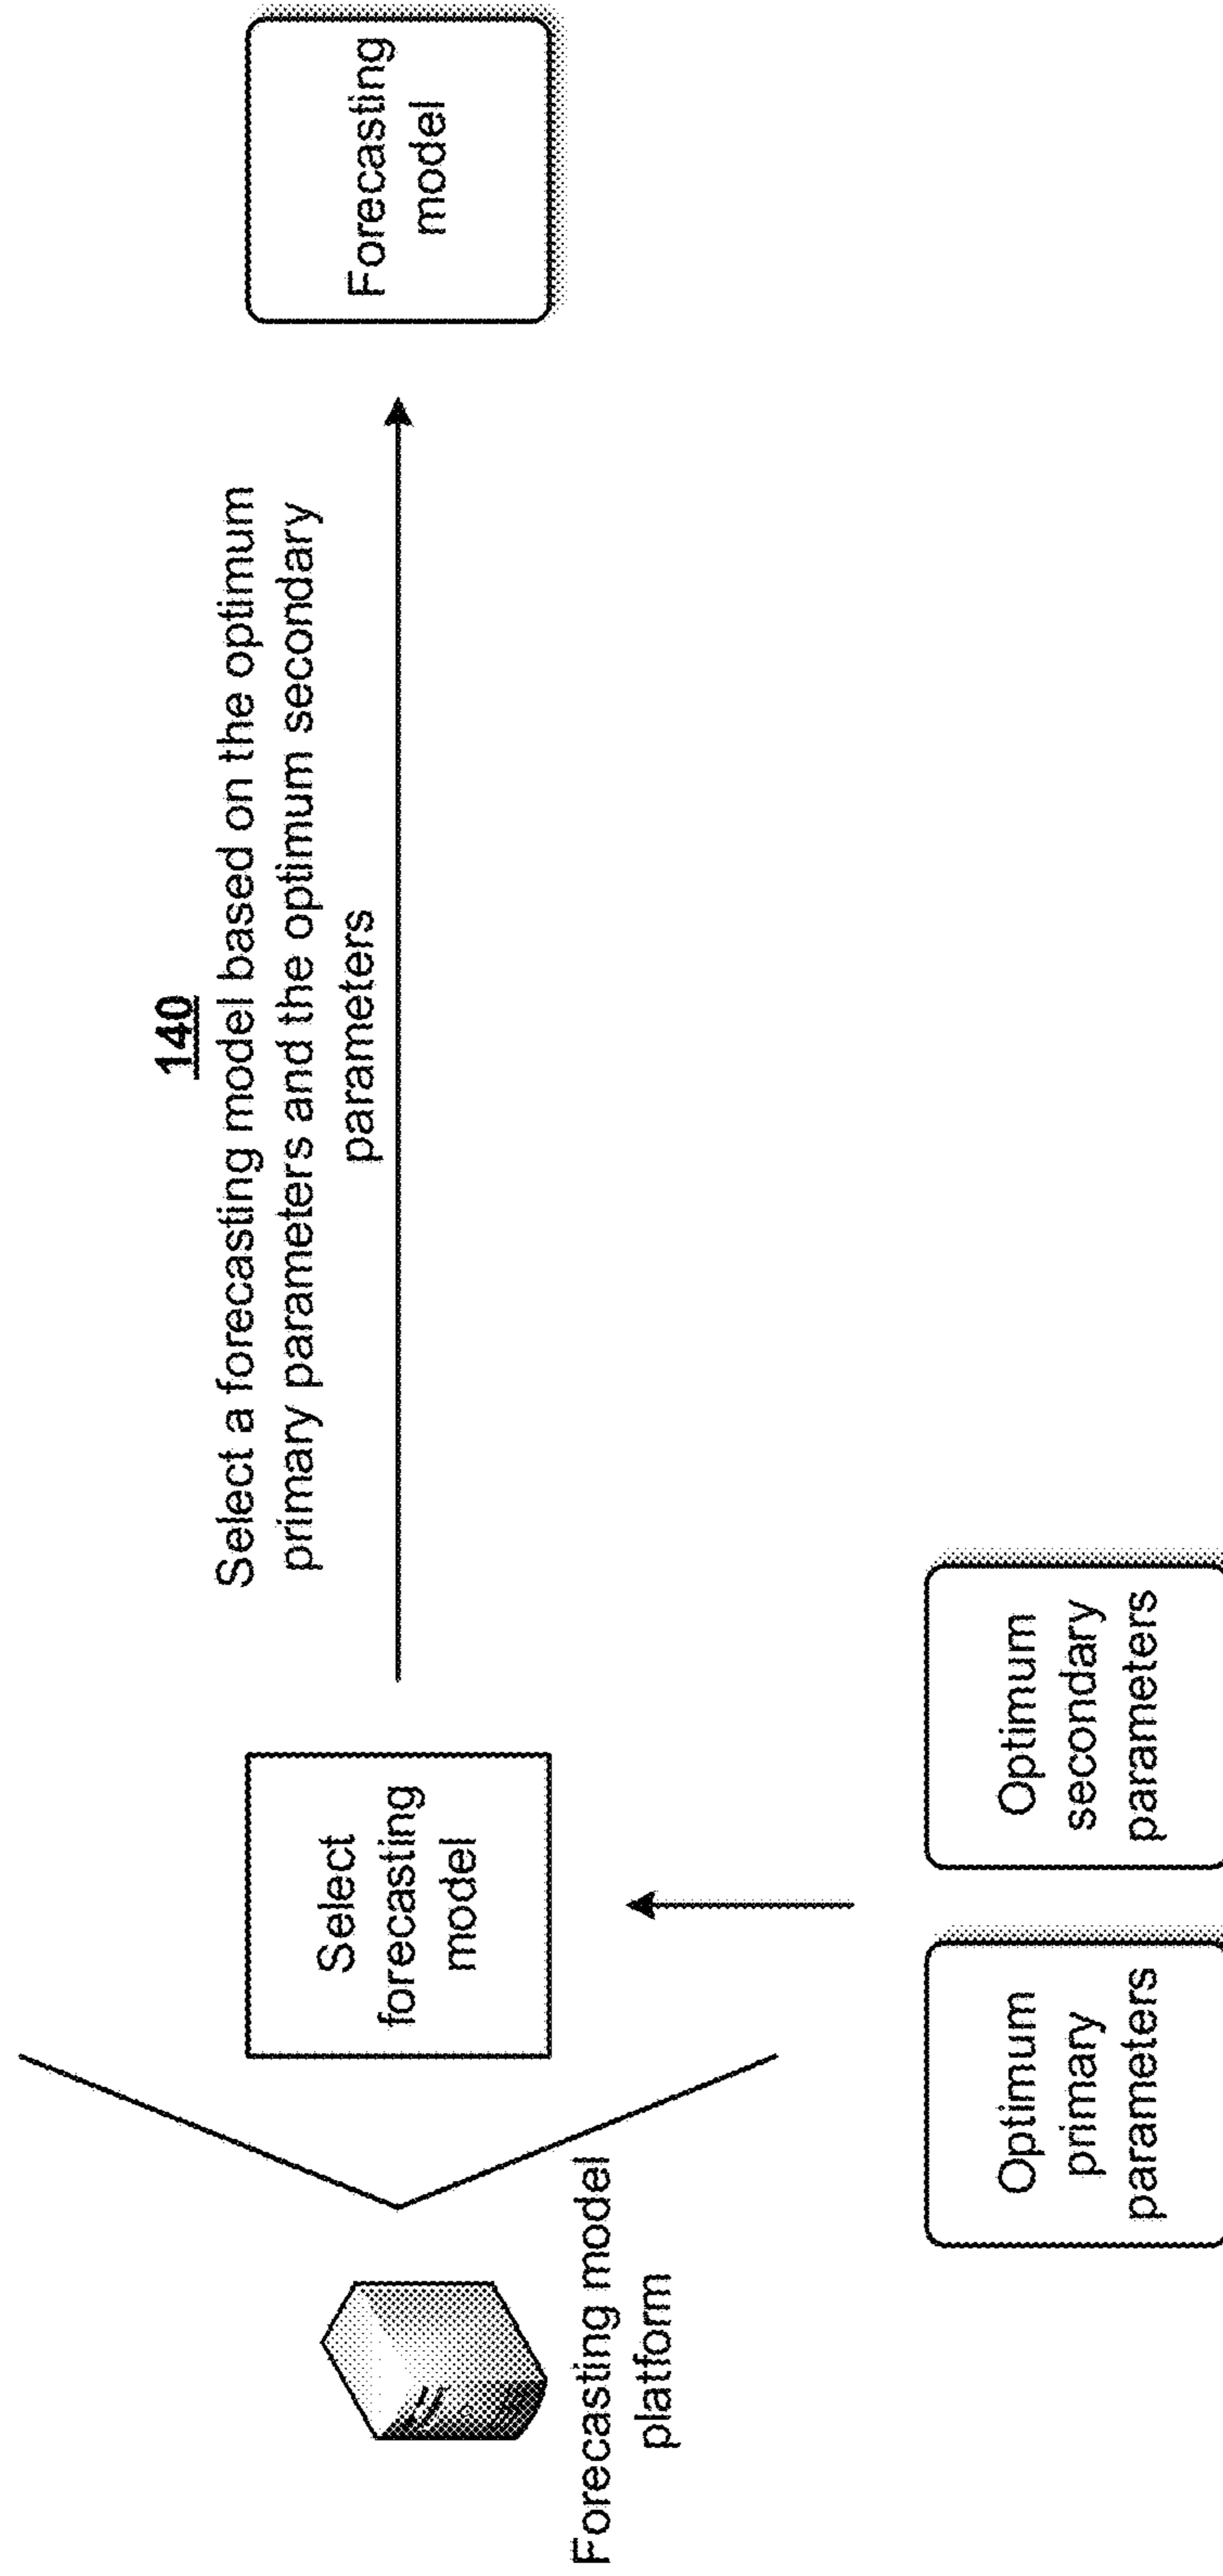 140
Select a forecasting model based on the optimum
primary parameters and the optimum secondary
parameters
Forecasting model
platform
Select
forecasting
model
Forecasting
model
Optimum
primary
parameters
Optimum
secondary
parameters